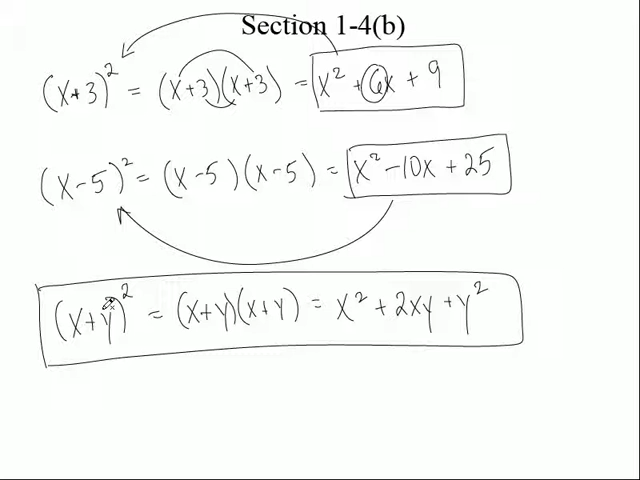 Section 1-4(b)
(x+3)² = (x+3)(x+3) = x² + 6x + 9
(x-5)² = (x-5)(x-5) = x² - 10x + 25
(x+y)² = (x+y)(x+y) = x² + 2xy + y²